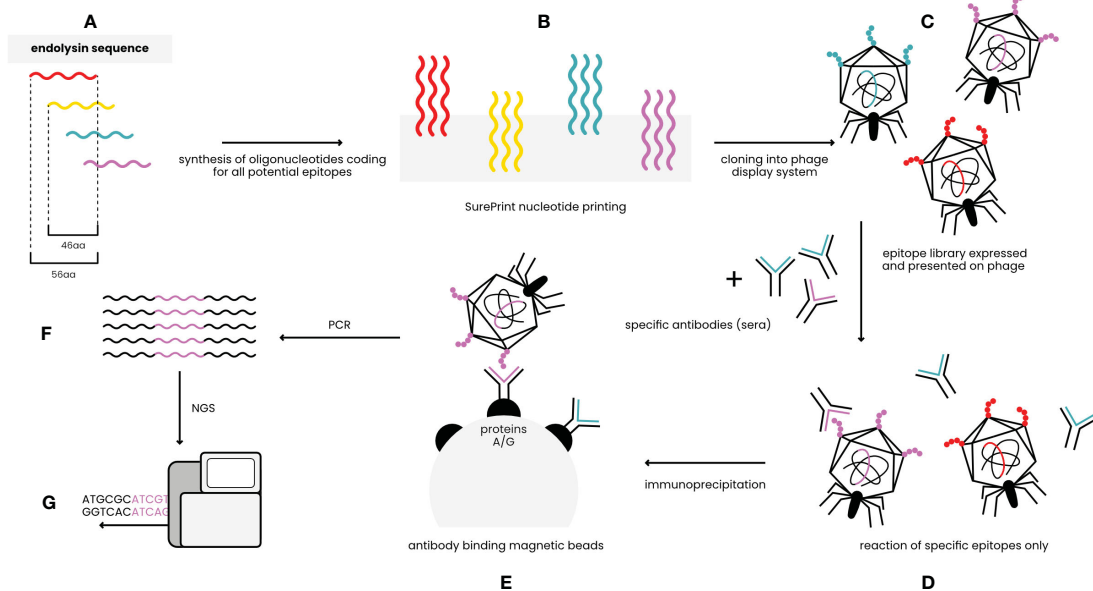 A
endolysin sequence
46aa
56aa
synthesis of oligonucleotides coding
for all potential epitopes
B
SurePrint nucleotide printing
cloning into phage
display system
C
epitope library expressed
and presented on phage
+
specific antibodies (sera)
reaction of specific epitopes only
D
immunoprecipitation
proteins
A/G
antibody binding magnetic beads
E
PCR
F
NGS
G
ATGCGCATCGT
GGTCACATCAG